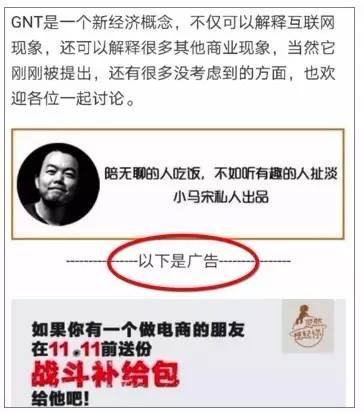 GNT是一个新经济概念，不仅可以解释互联网
现象，还可以解释很多其他商业现象，当然它
刚刚被提出，还有很多没考虑到的方面，也欢
迎各位一起讨论。
陪无聊的人吃饭，不如听有趣的人扯淡
小马宋私人出品
----------------以下是广告----------------
如果你有一个做电商的朋友
在11.11前送份
战斗补给包
给他吧！